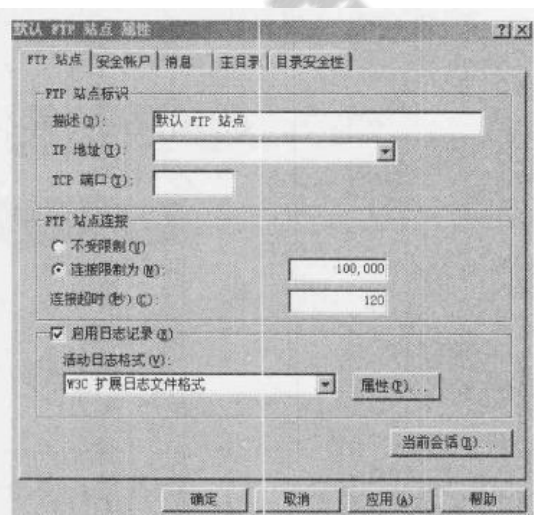 默认 FTP 站点 属性
FTP 站点 安全帐户 消息 主目录 目录安全性
FTP 站点标识
描述(D): 默认 FTP 站点
IP 地址(I):
TCP 端口(T):
FTP 站点连接
不受限制(U)
连接限制为(M): 100,000
连接超时(秒)(C): 120
启用日志记录(E)
活动日志格式(V):
W3C 扩展日志文件格式 属性(P)...
当前会话(R)...
确定 取消 应用(A) 帮助